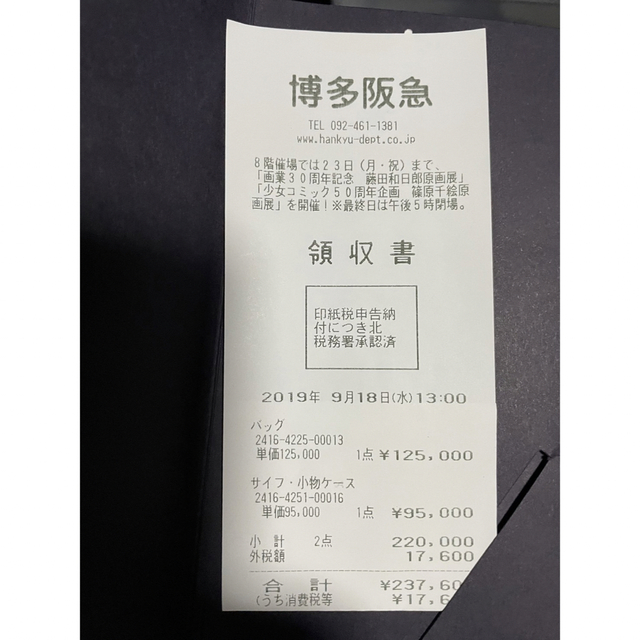 博多阪急
TEL 092-461-1381
www.hankyu-dept.co.jp
8階催場では23日(月・祝)まで、
「画業30周年記念 藤田和日郎原画展」
「少女コミック50周年企画 篠原千絵原
画展」を開催!※最終日は午後5時閉場。
領収書
印紙税申告納
付につき北
税務署承認済
2019年 9月18日(水)13:00
バッグ
2416-4225-00013
単価125,000 1点 ¥125,000
サイフ・小物ケース
2416-4251-00016
単価95,000 1点 ¥95,000
小計 2点 220,000
外税額 17,600
合計 ¥237,60
(うち消費税等 ¥17,6